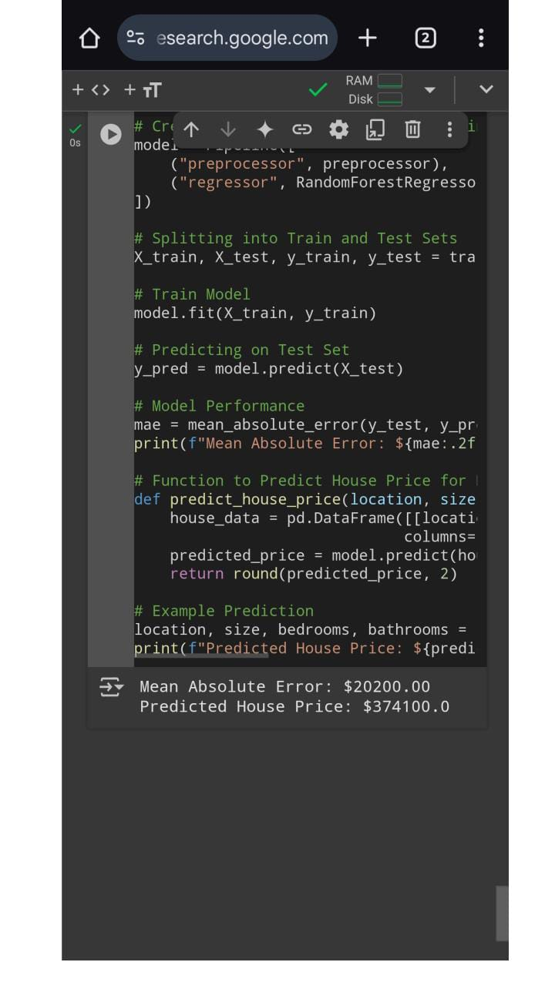 esearch.google.com
2
+ <> + TT
RAM
Disk
0s
# Cr
model = Pipeline([
    ("preprocessor", preprocessor),
    ("regressor", RandomForestRegresso
])
# Splitting into Train and Test Sets
X_train, X_test, y_train, y_test = tra
# Train Model
model.fit(X_train, y_train)
# Predicting on Test Set
y_pred = model.predict(X_test)
# Model Performance
mae = mean_absolute_error(y_test, y_pr
print(f"Mean Absolute Error: ${mae:.2f
# Function to Predict House Price for
def predict_house_price(location, size
    house_data = pd.DataFrame([[locati
                              columns=
    predicted_price = model.predict(ho
    return round(predicted_price, 2)
# Example Prediction
location, size, bedrooms, bathrooms =
print(f"Predicted House Price: ${predi
Mean Absolute Error: $20200.00
Predicted House Price: $374100.0